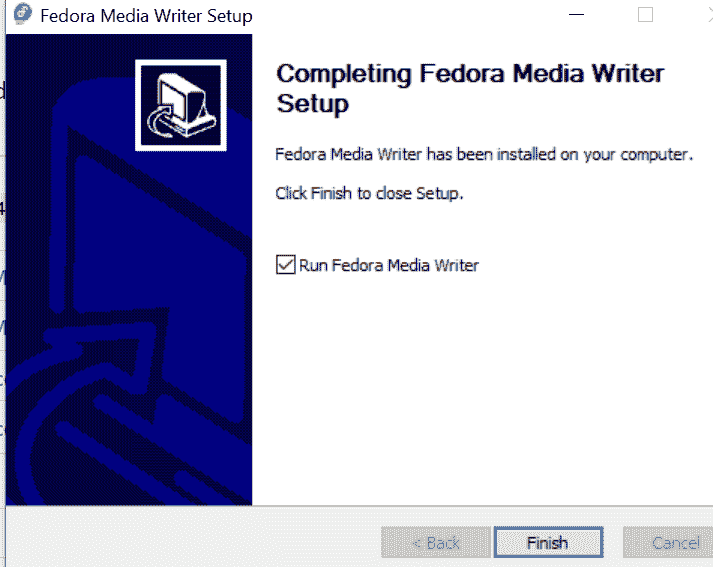 Fedora Media Writer Setup
Completing Fedora Media Writer
Setup
Fedora Media Writer has been installed on your computer.
Click Finish to close Setup.
Run Fedora Media Writer
< Back Finish Cancel